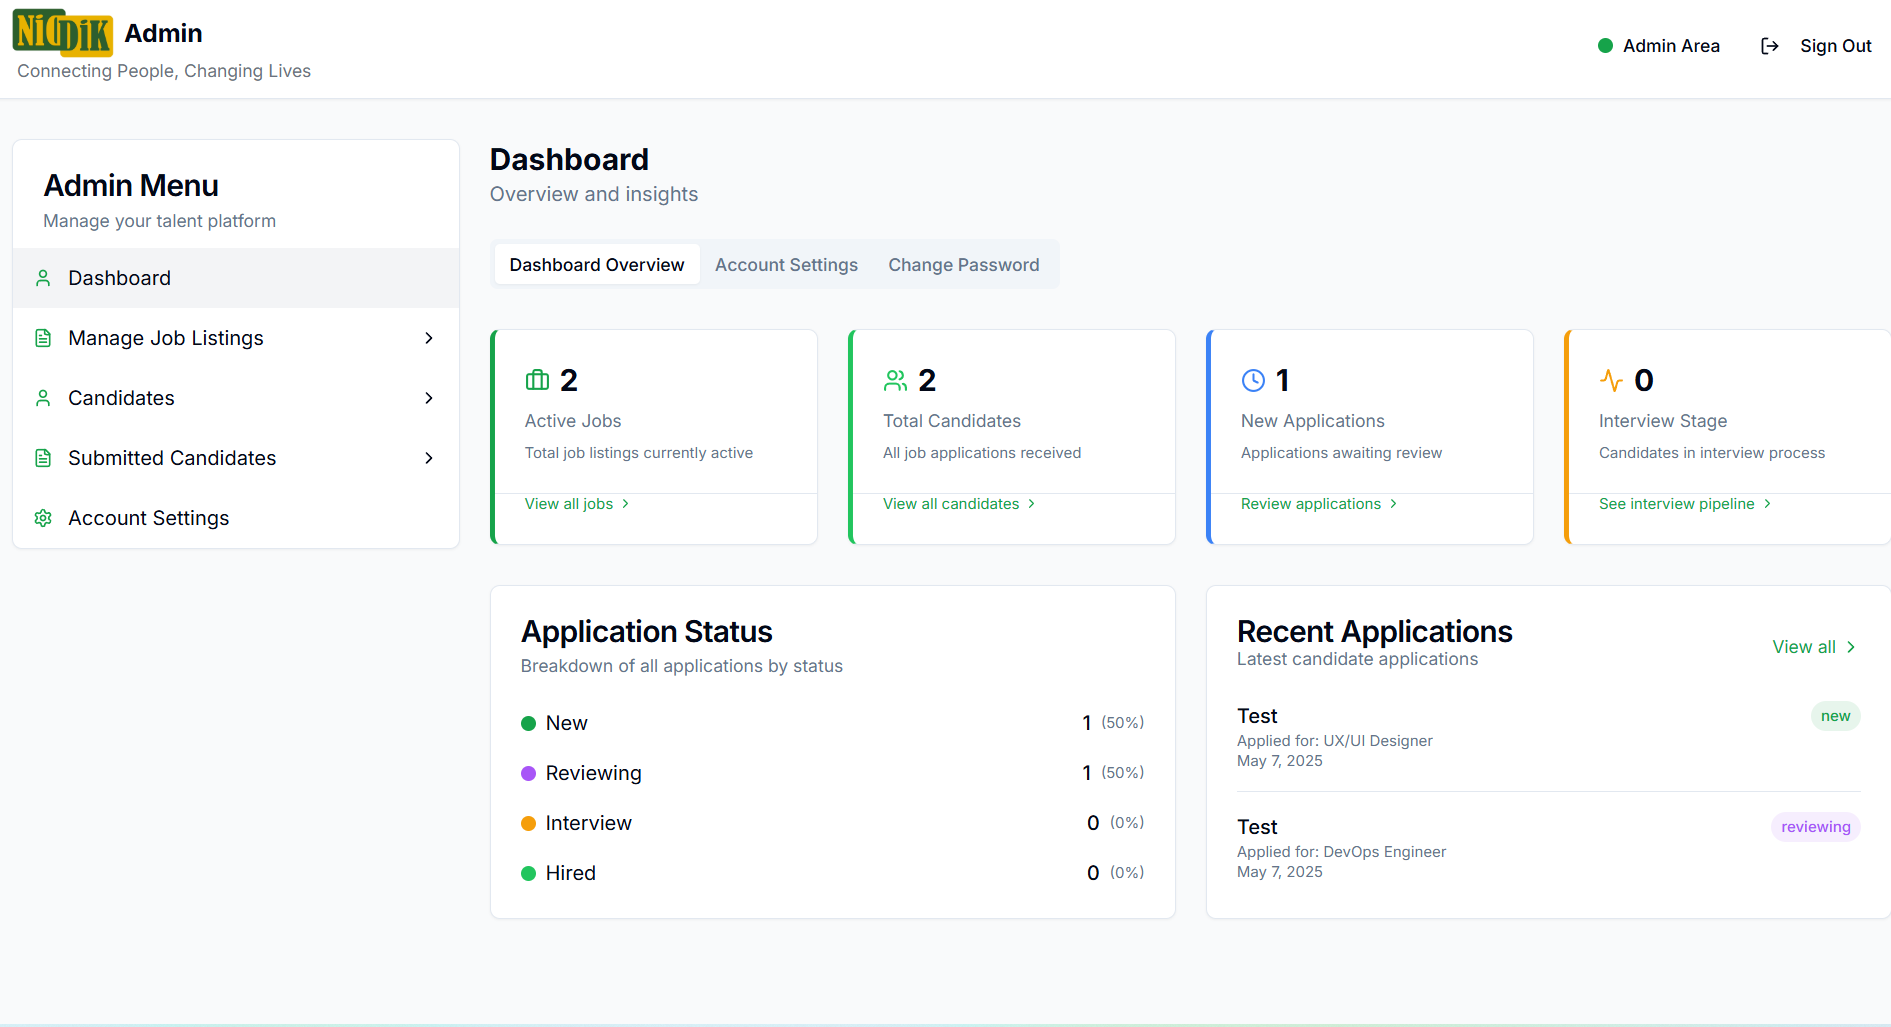 NiCDiK Admin
Connecting People, Changing Lives
Admin Area
Sign Out
Admin Menu
Manage your talent platform
Dashboard
Manage Job Listings
Candidates
Submitted Candidates
Account Settings
Dashboard
Overview and insights
Dashboard Overview
Account Settings
Change Password
2
Active Jobs
Total job listings currently active
View all jobs
2
Total Candidates
All job applications received
View all candidates
1
New Applications
Applications awaiting review
Review applications
0
Interview Stage
Candidates in interview process
See interview pipeline
Application Status
Breakdown of all applications by status
New 1 (50%)
Reviewing 1 (50%)
Interview 0 (0%)
Hired 0 (0%)
Recent Applications
Latest candidate applications
View all
Test new
Applied for: UX/UI Designer
May 7, 2025
Test reviewing
Applied for: DevOps Engineer
May 7, 2025